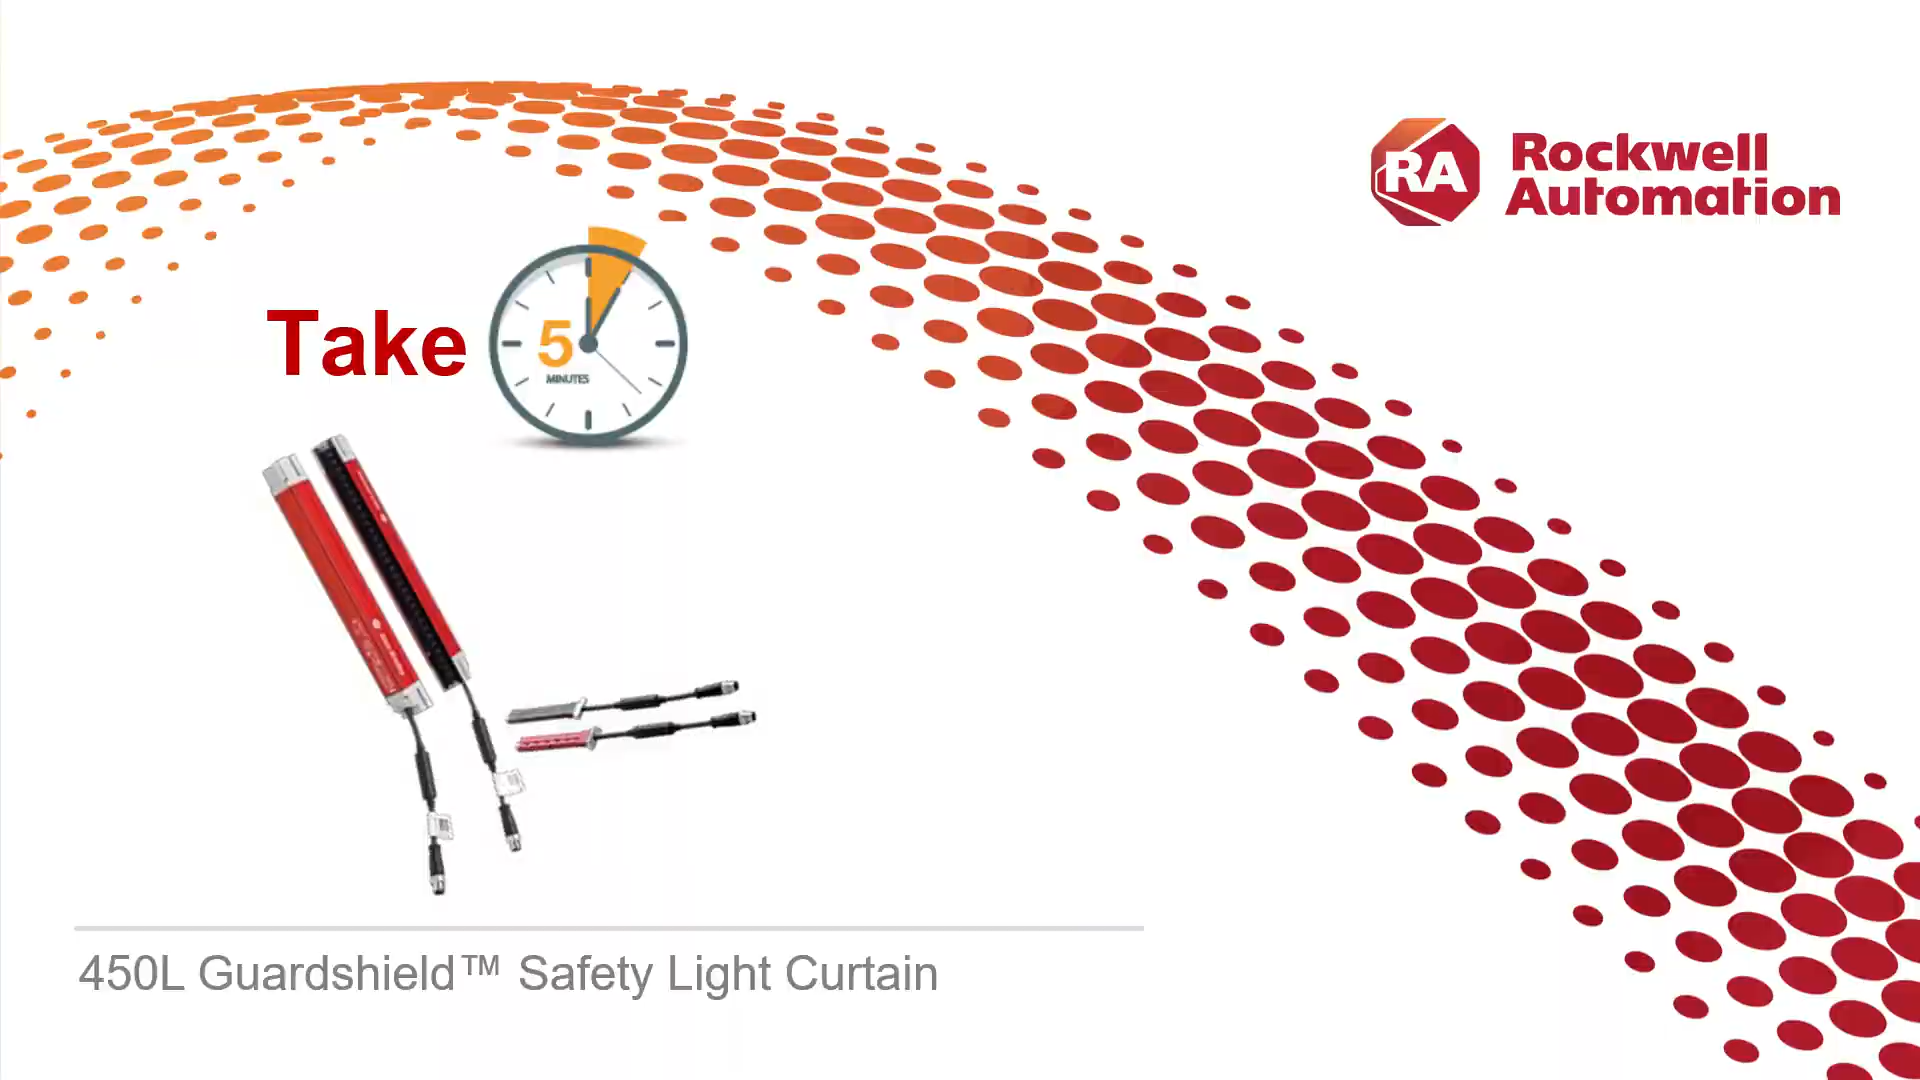 RA Rockwell
Automation
Take
5
MINUTES
450L Guardshield™ Safety Light Curtain